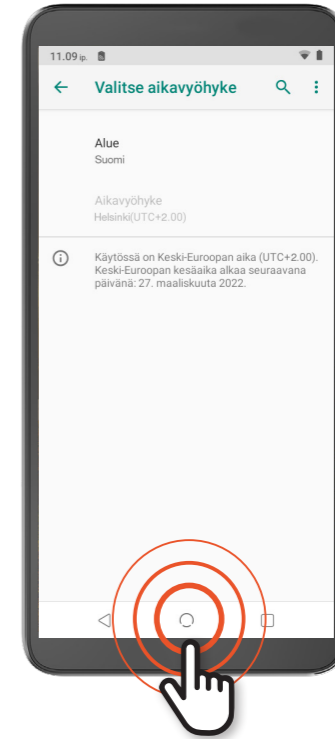 11.09 ip.
Valitse aikavyöhyke
Alue
Suomi
Aikavyöhyke
Helsinki(UTC+2.00)
Käytössä on Keski-Euroopan aika (UTC+2.00).
Keski-Euroopan kesäaika alkaa seuraavana
päivänä: 27. maaliskuuta 2022.